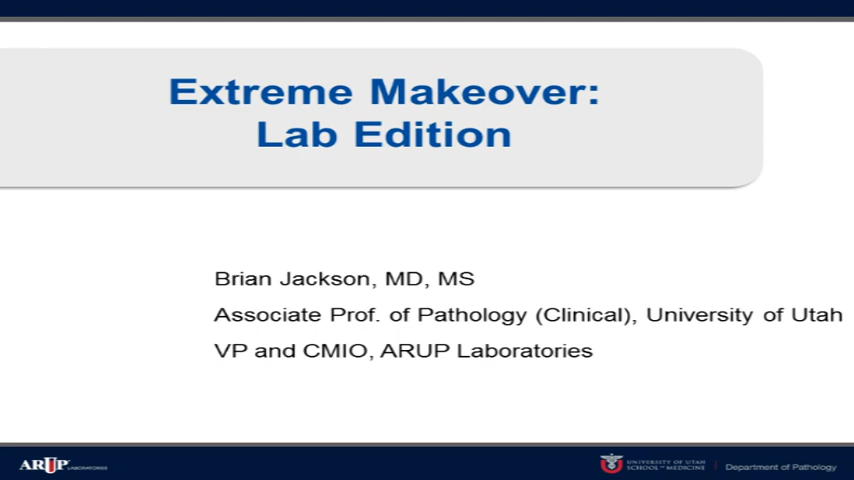 Extreme Makeover:
Lab Edition
Brian Jackson, MD, MS
Associate Prof. of Pathology (Clinical), University of Utah
VP and CMIO, ARUP Laboratories
ARUP LABORATORIES
UNIVERSITY OF UTAH
SCHOOL OF MEDICINE
Department of Pathology